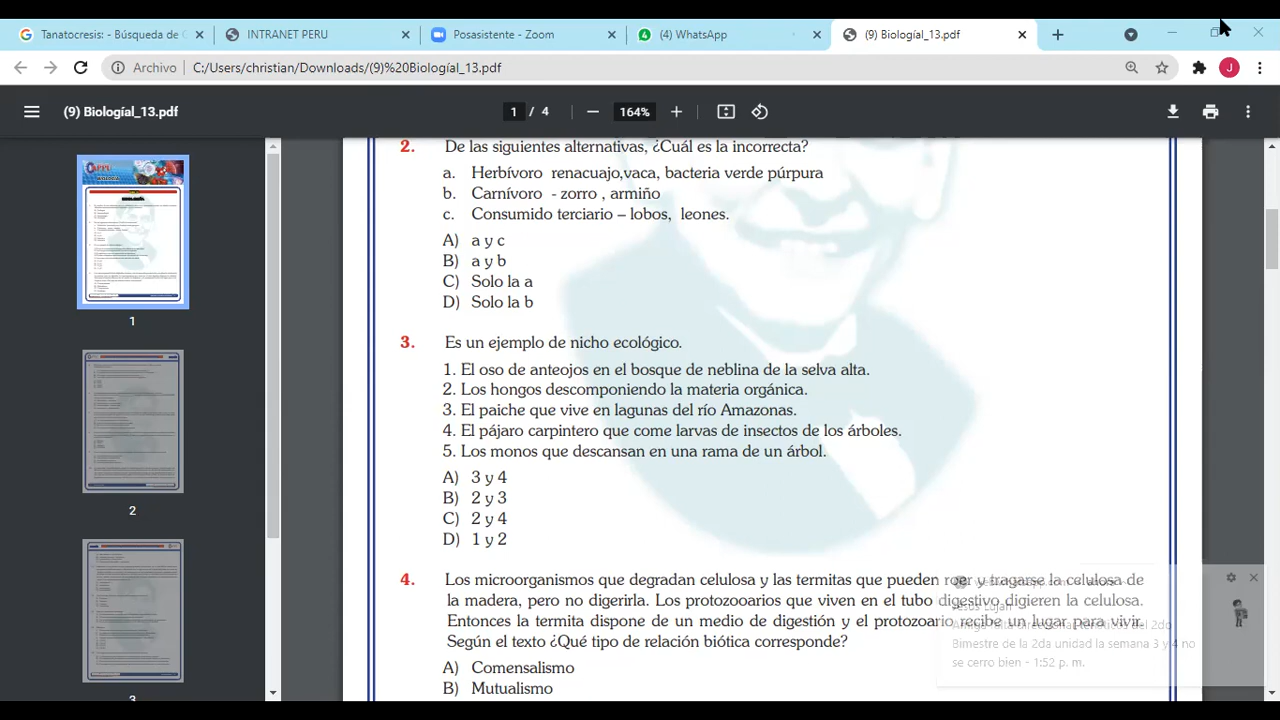 Tanatocresis: - Búsqueda de G
INTRANET PERU
Posasistente - Zoom
(4) WhatsApp
(9) Biologíal_13.pdf
Archivo
C:/Users/christian/Downloads/(9)%20Biologíal_13.pdf
J
(9) Biologíal_13.pdf
1 / 4
164%
1
2
3
2. De las siguientes alternativas, ¿Cuál es la incorrecta?
a. Herbívoro renacuajo,vaca, bacteria verde púrpura
b. Carnívoro - zorro , armiño
c. Consumido terciario – lobos, leones.
A) a y c
B) a y b
C) Solo la a
D) Solo la b
3. Es un ejemplo de nicho ecológico.
1. El oso de anteojos en el bosque de neblina de la selva alta.
2. Los hongos descomponiendo la materia orgánica.
3. El paiche que vive en lagunas del río Amazonas.
4. El pájaro carpintero que come larvas de insectos de los árboles.
5. Los monos que descansan en una rama de un árbol.
A) 3 y 4
B) 2 y 3
C) 2 y 4
D) 1 y 2
4. Los microorganismos que degradan celulosa y las termitas que pueden roer y tragarse la celulosa de
la madera, pero no digerirla. Los protozooarios que viven en el tubo digestivo digieren la celulosa.
Entonces la termita dispone de un medio de digestión y el protozoario recibe un lugar para vivir.
Según el texto ¿Qué tipo de relación biótica corresponde?
A) Comensalismo
B) Mutualismo
del 2do
Bimestre de la 2da unidad la semana 3 y 4 no
se cerro bien - 1:52 p. m.